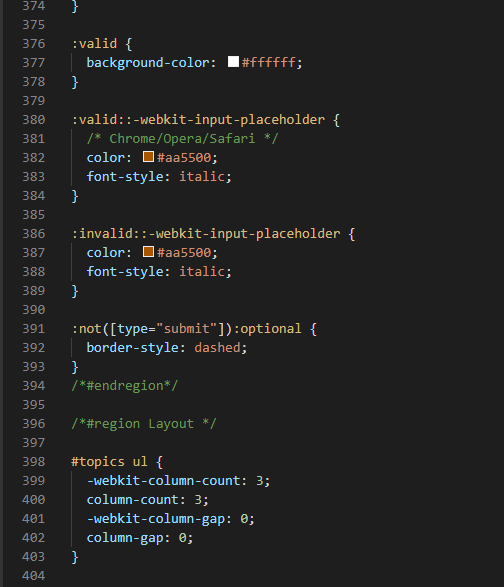 374 }
375
376 :valid {
377   background-color: #ffffff;
378 }
379
380 :valid::-webkit-input-placeholder {
381   /* Chrome/Opera/Safari */
382   color: #aa5500;
383   font-style: italic;
384 }
385
386 :invalid::-webkit-input-placeholder {
387   color: #aa5500;
388   font-style: italic;
389 }
390
391 :not([type="submit"]):optional {
392   border-style: dashed;
393 }
394 /*#endregion*/
395
396 /*#region Layout */
397
398 #topics ul {
399   -webkit-column-count: 3;
400   column-count: 3;
401   -webkit-column-gap: 0;
402   column-gap: 0;
403 }
404